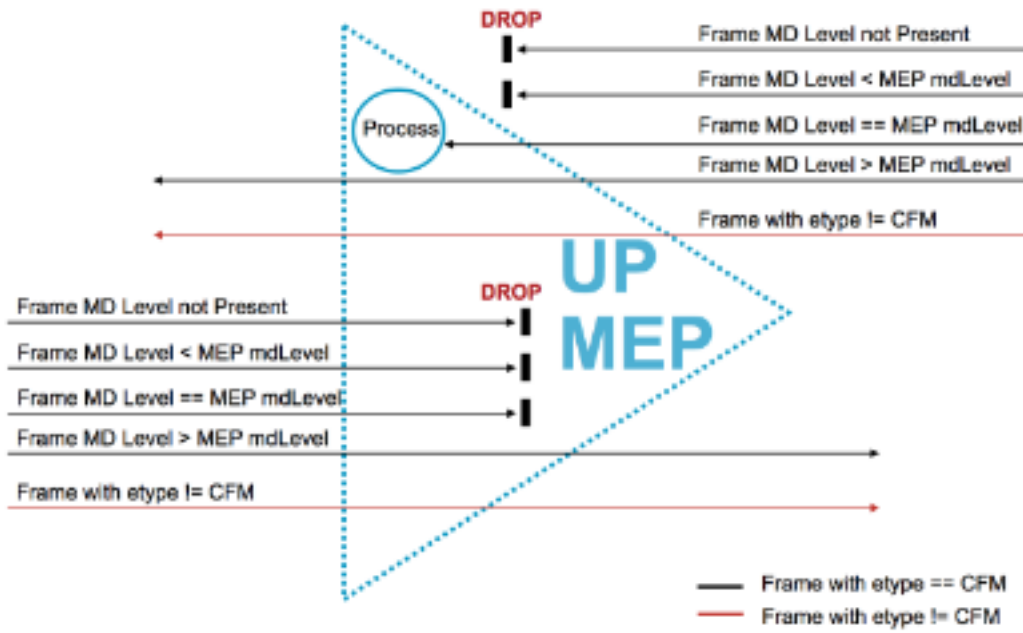 DROP
Frame MD Level not Present
Frame MD Level < MEP mdLevel
Process
Frame MD Level == MEP mdLevel
Frame MD Level > MEP mdLevel
Frame with etype != CFM
UP
MEP
DROP
Frame MD Level not Present
Frame MD Level < MEP mdLevel
Frame MD Level == MEP mdLevel
Frame MD Level > MEP mdLevel
Frame with etype != CFM
Frame with etype == CFM
Frame with etype != CFM